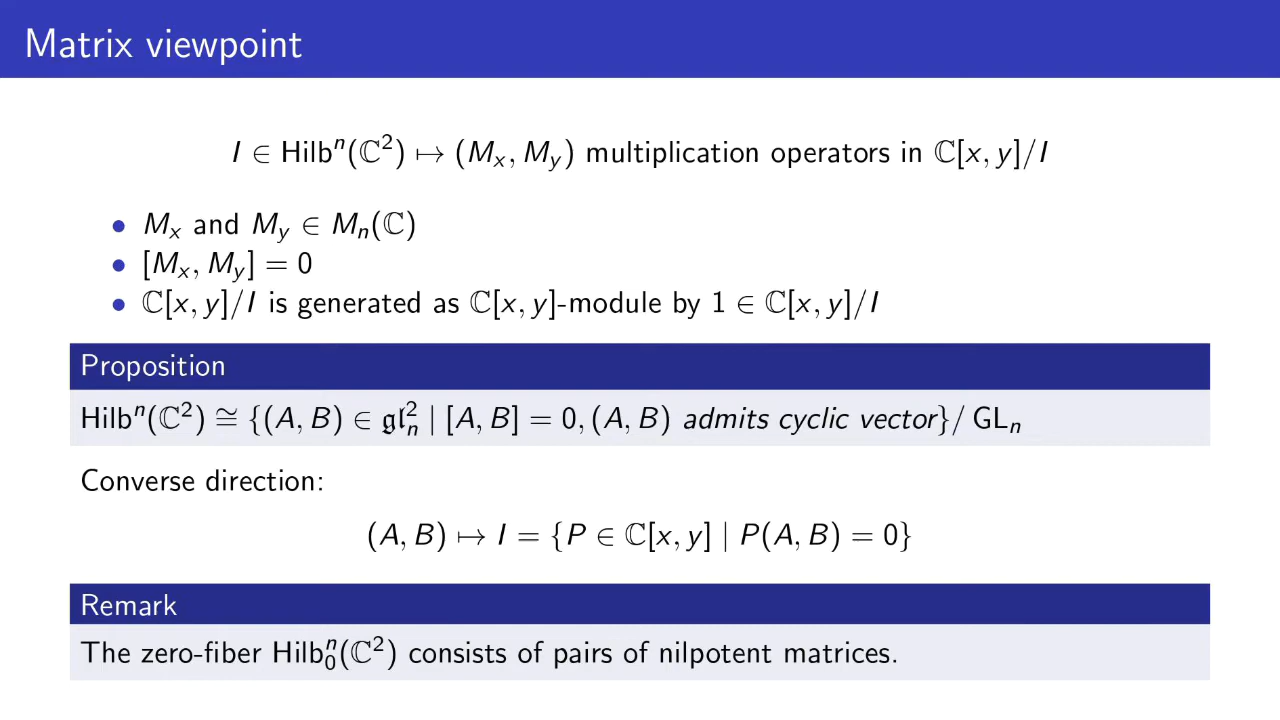 Matrix viewpoint
I ∈ Hilbⁿ(ℂ²) ↦ (Mₓ, M_y) multiplication operators in ℂ[x, y]/I
• Mₓ and M_y ∈ Mₙ(ℂ)
• [Mₓ, M_y] = 0
• ℂ[x, y]/I is generated as ℂ[x, y]-module by 1 ∈ ℂ[x, y]/I
Proposition
Hilbⁿ(ℂ²) ≅ {(A, B) ∈ 𝔤𝔩ₙ² | [A, B] = 0, (A, B) admits cyclic vector}/ GLₙ
Converse direction:
(A, B) ↦ I = {P ∈ ℂ[x, y] | P(A, B) = 0}
Remark
The zero-fiber Hilb₀ⁿ(ℂ²) consists of pairs of nilpotent matrices.